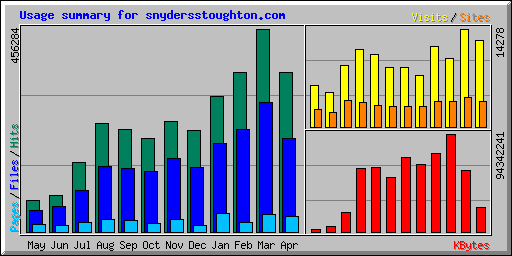 Usage summary for snydersstoughton.com
Visits/Sites
456284
14278
Pages/Files/Hits
94342241
May Jun Jul Aug Sep Oct Nov Dec Jan Feb Mar Apr
KBytes